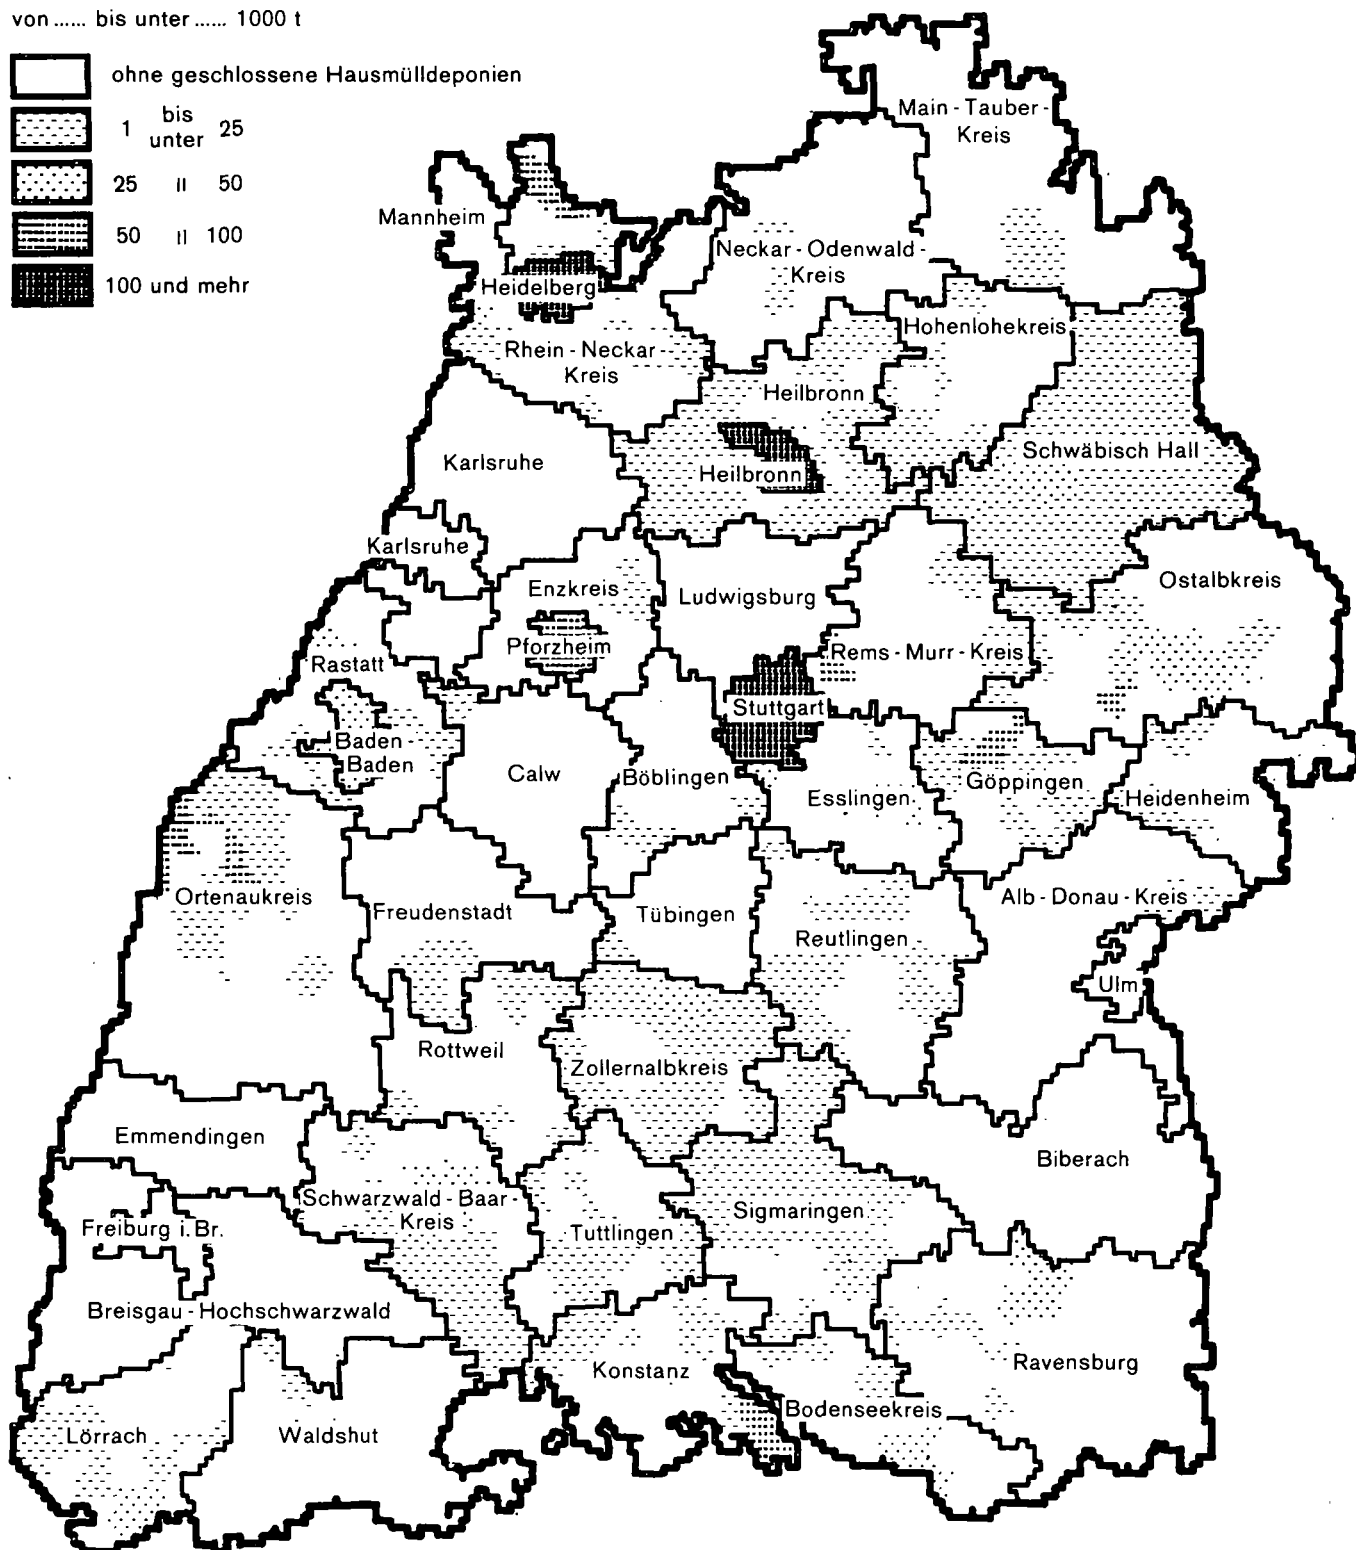 von ...... bis unter ...... 1000 t
ohne geschlossene Hausmülldeponien
1 bis unter 25
25 " 50
50 " 100
100 und mehr
Main - Tauber -
Kreis
Mannheim
Neckar - Odenwald -
Kreis
Heidelberg
Hohenlohekreis
Rhein - Neckar -
Kreis
Heilbronn
Karlsruhe
Heilbronn
Schwäbisch Hall
Karlsruhe
Enzkreis
Ludwigsburg
Ostalbkreis
Pforzheim
Rems - Murr - Kreis
Rastatt
Stuttgart
Baden -
Baden
Calw
Böblingen
Esslingen
Göppingen
Heidenheim
Ortenaukreis
Freudenstadt
Tübingen
Reutlingen
Alb - Donau - Kreis
Ulm
Rottweil
Zollernalbkreis
Emmendingen
Biberach
Schwarzwald - Baar -
Kreis
Tuttlingen
Sigmaringen
Freiburg i. Br.
Breisgau - Hochschwarzwald
Konstanz
Ravensburg
Bodenseekreis
Lörrach
Waldshut